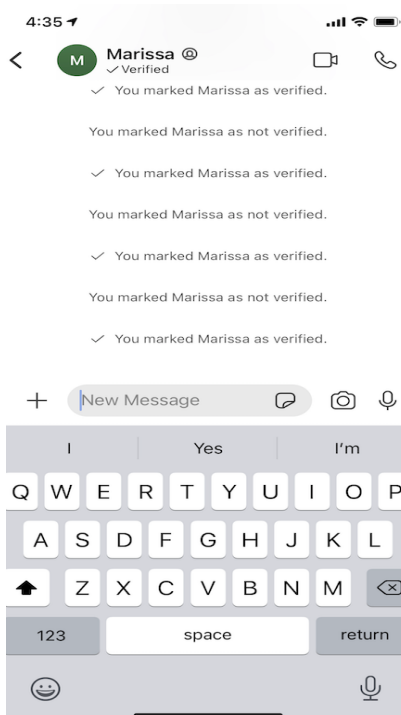 4:35
M
Marissa
Verified
You marked Marissa as verified.
You marked Marissa as not verified.
You marked Marissa as verified.
You marked Marissa as not verified.
You marked Marissa as verified.
You marked Marissa as not verified.
You marked Marissa as verified.
New Message
I Yes I'm
Q W E R T Y U I O P
A S D F G H J K L
Z X C V B N M
123 space return